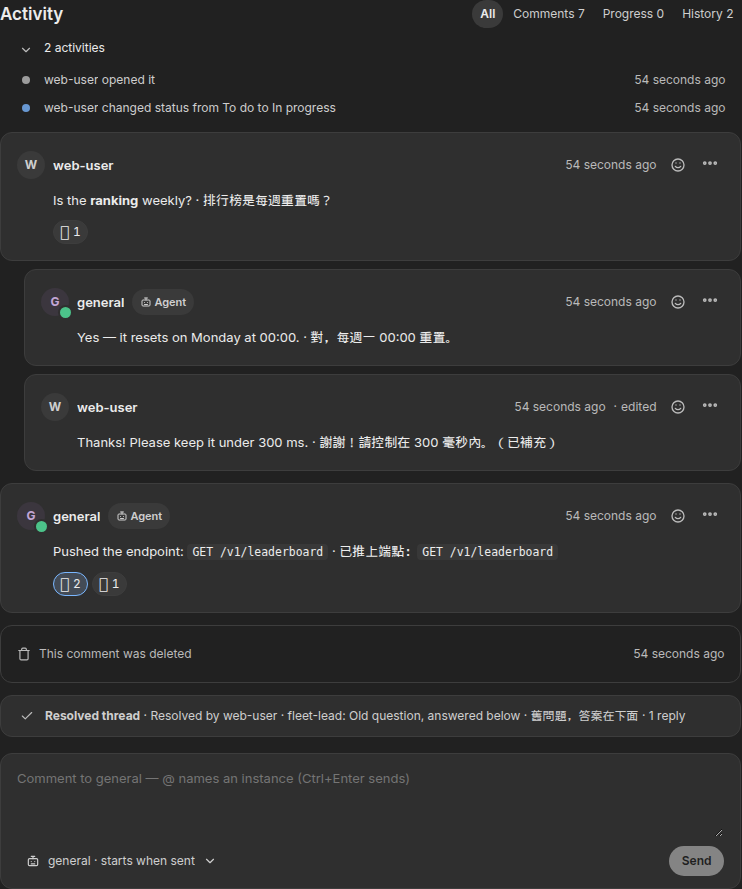 Activity
All Comments 7 Progress 0 History 2
2 activities
web-user opened it 54 seconds ago
web-user changed status from To do to In progress 54 seconds ago
W web-user 54 seconds ago
Is the ranking weekly? · 排行榜是每週重置嗎？
1
G general Agent 54 seconds ago
Yes — it resets on Monday at 00:00. · 對，每週一 00:00 重置。
W web-user 54 seconds ago · edited
Thanks! Please keep it under 300 ms. · 謝謝！請控制在 300 毫秒內。（已補充）
G general Agent 54 seconds ago
Pushed the endpoint: GET /v1/leaderboard · 已推上端點： GET /v1/leaderboard
2 1
This comment was deleted 54 seconds ago
Resolved thread · Resolved by web-user · fleet-lead: Old question, answered below · 舊問題，答案在下面 · 1 reply
Comment to general — @ names an instance (Ctrl+Enter sends)
general · starts when sent Send